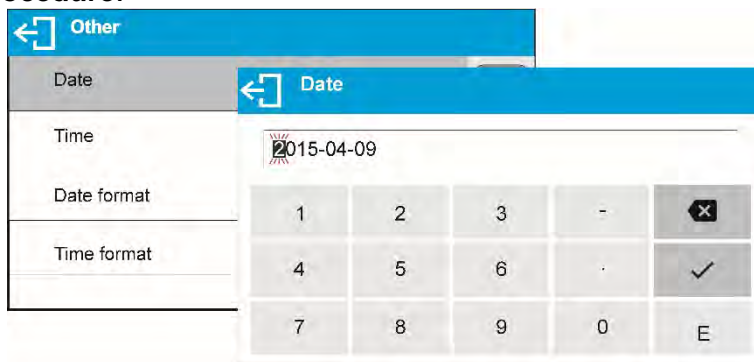 Other
Date
Time
Date format
Time format
Date
2015-04-09
1 2 3 -
4 5 6 .
7 8 9 0 E